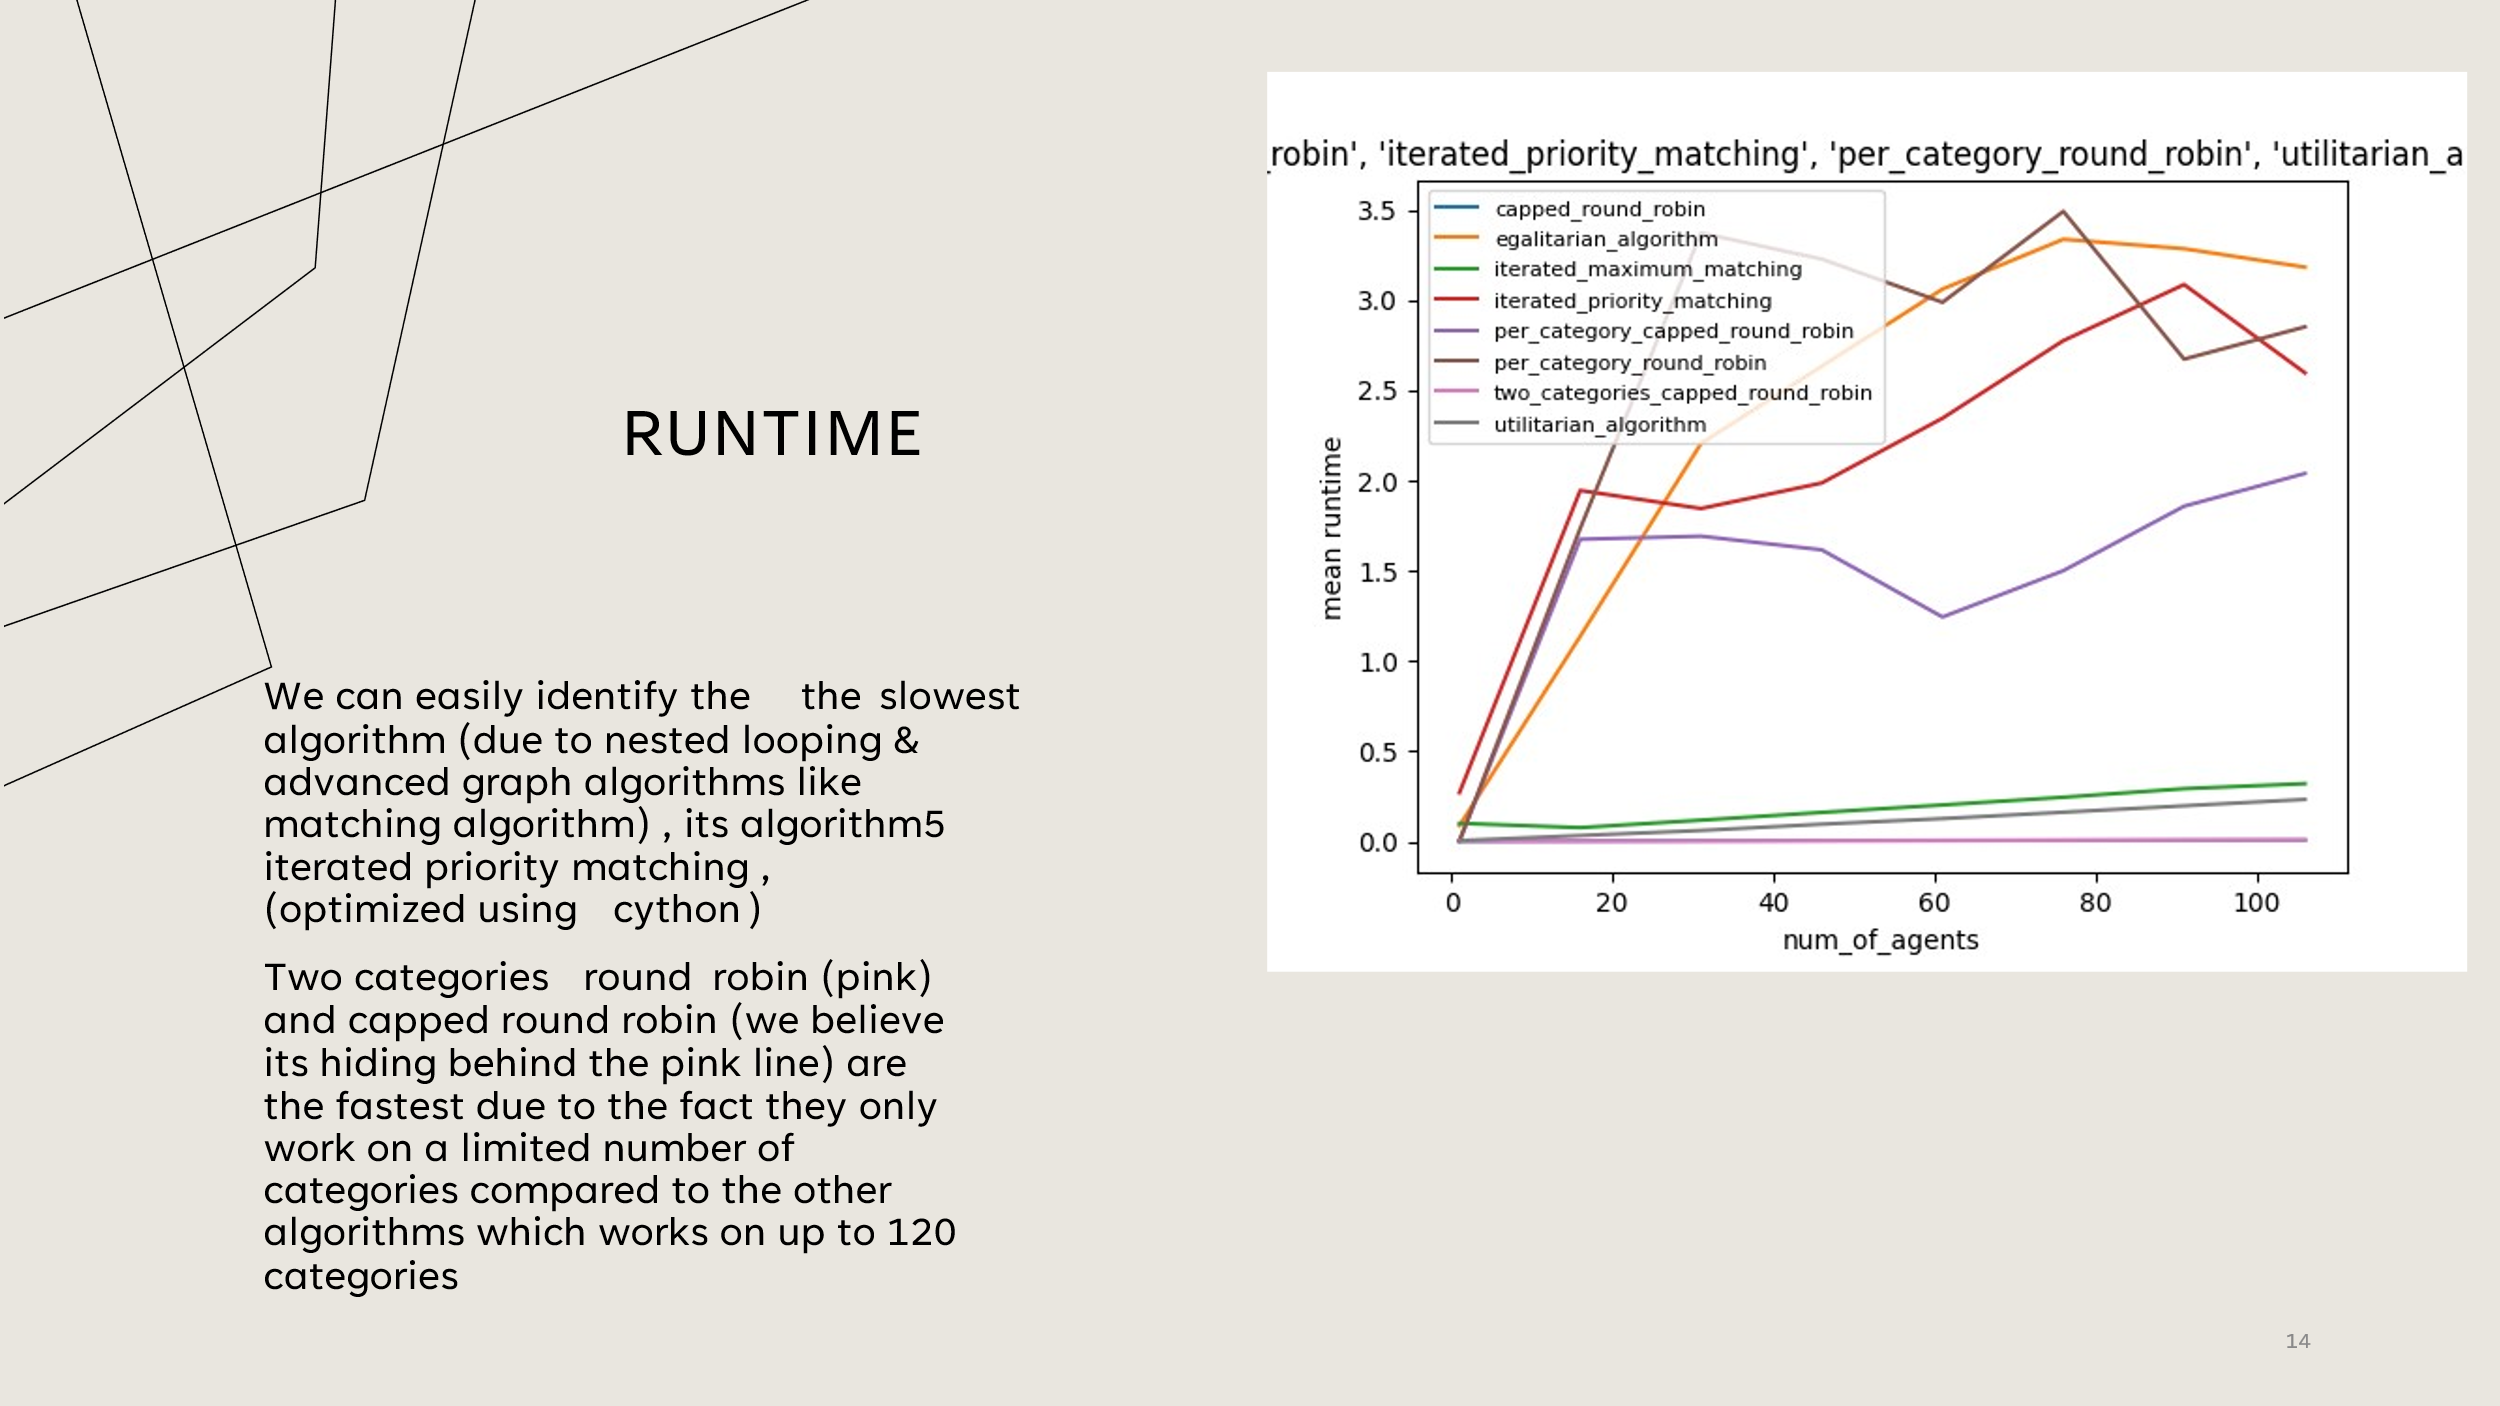 RUNTIME
We can easily identify the the slowest
algorithm (due to nested looping &
advanced graph algorithms like
matching algorithm) , its algorithm5
iterated priority matching ,
(optimized using cython )
Two categories round robin (pink)
and capped round robin (we believe
its hiding behind the pink line) are
the fastest due to the fact they only
work on a limited number of
categories compared to the other
algorithms which works on up to 120
categories
_robin', 'iterated_priority_matching', 'per_category_round_robin', 'utilitarian_a
capped_round_robin
egalitarian_algorithm
iterated_maximum_matching
iterated_priority_matching
per_category_capped_round_robin
per_category_round_robin
two_categories_capped_round_robin
utilitarian_algorithm
mean runtime
3.5
3.0
2.5
2.0
1.5
1.0
0.5
0.0
0 20 40 60 80 100
num_of_agents
14